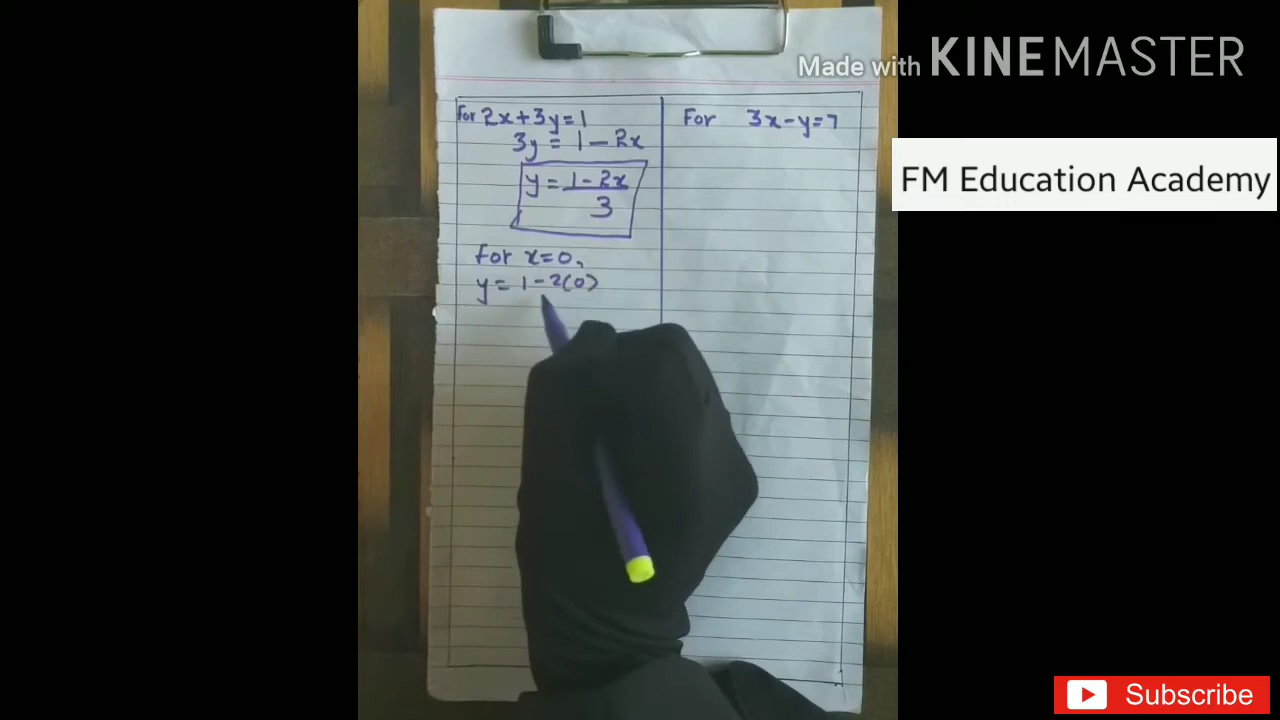 Made with KINEMASTER
For 2x+3y=1
3y = 1-2x
y = 1-2x
3
For x=0,
y= 1-2(0)
For 3x-y=7
FM Education Academy
Subscribe